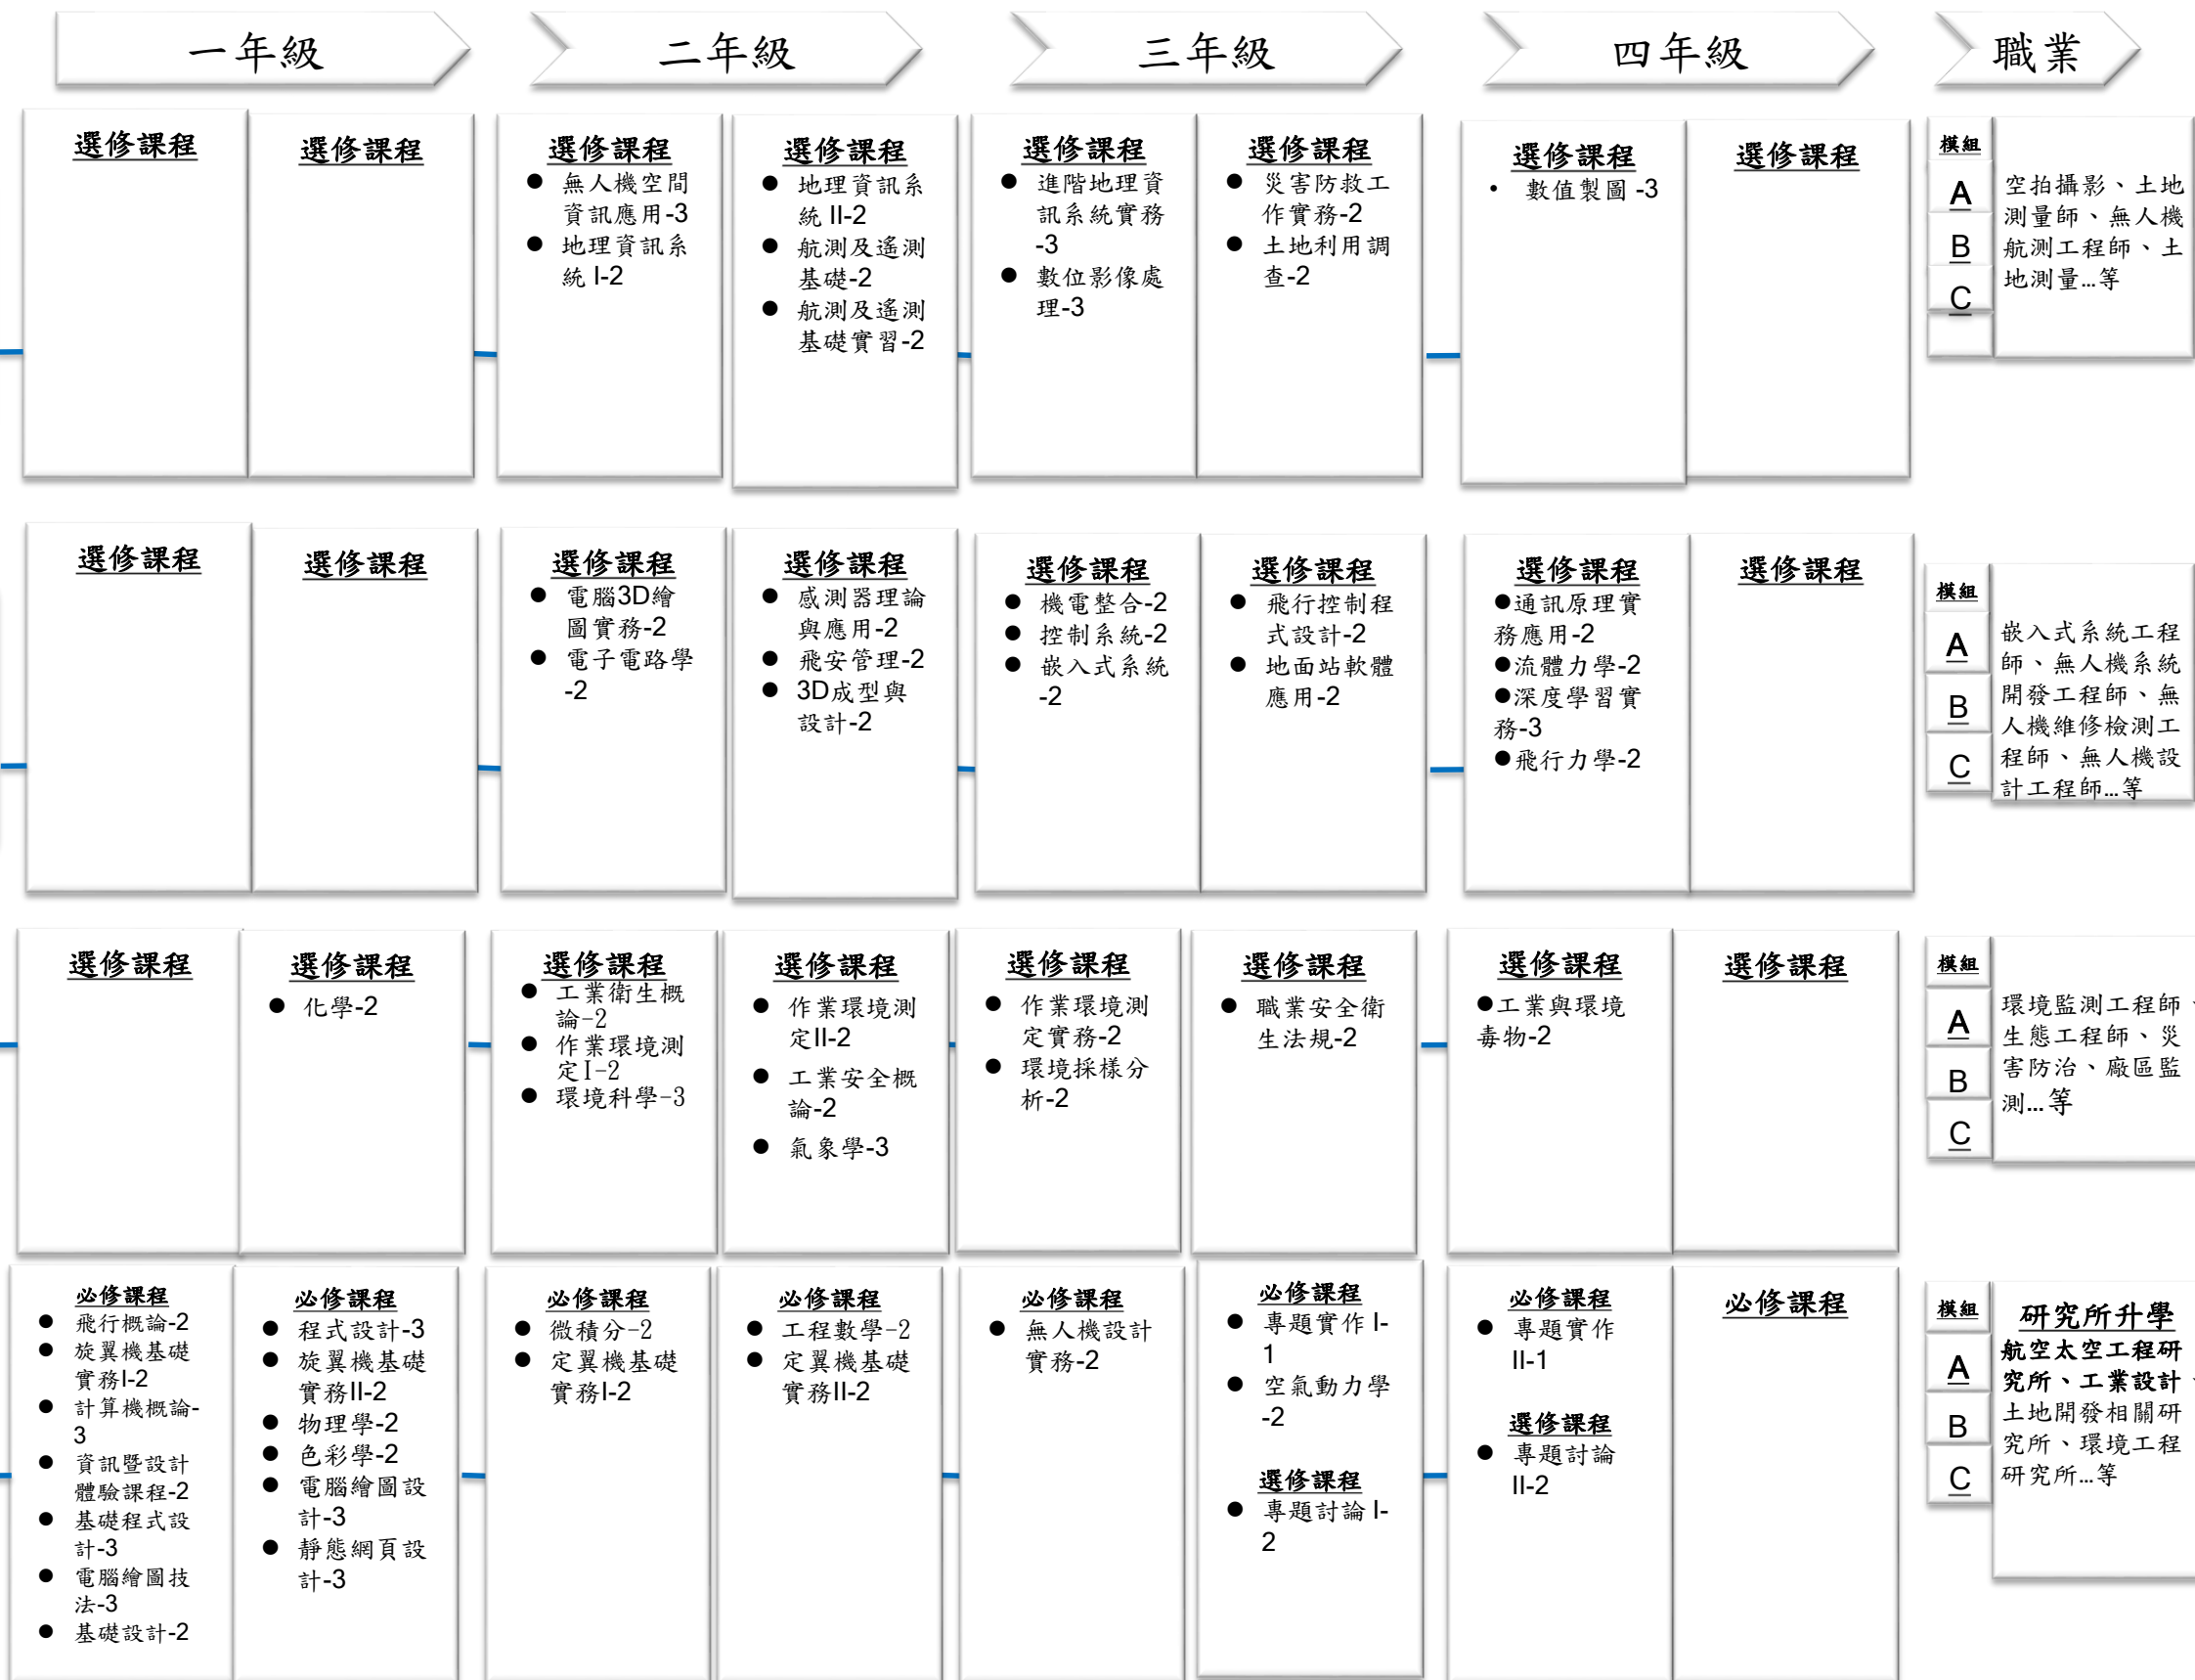 一年級
二年級
三年級
四年級
職業
選修課程
選修課程
選修課程
● 無人機空間
資訊應用-3
● 地理資訊系
統 I-2
選修課程
● 地理資訊系
統 II-2
● 航測及遙測
基礎-2
● 航測及遙測
基礎實習-2
選修課程
● 進階地理資
訊系統實務
-3
● 數位影像處
理-3
選修課程
● 災害防救工
作實務-2
● 土地利用調
查-2
選修課程
• 數值製圖 -3
選修課程
模組
A
B
C
空拍攝影、土地
測量師、無人機
航測工程師、土
地測量...等
選修課程
選修課程
選修課程
● 電腦3D繪
圖實務-2
● 電子電路學
-2
選修課程
● 感測器理論
與應用-2
● 飛安管理-2
● 3D成型與
設計-2
選修課程
● 機電整合-2
● 控制系統-2
● 嵌入式系統
-2
選修課程
● 飛行控制程
式設計-2
● 地面站軟體
應用-2
選修課程
●通訊原理實
務應用-2
●流體力學-2
●深度學習實
務-3
●飛行力學-2
選修課程
模組
A
B
C
嵌入式系統工程
師、無人機系統
開發工程師、無
人機維修檢測工
程師、無人機設
計工程師...等
選修課程
選修課程
● 化學-2
選修課程
● 工業衛生概
論-2
● 作業環境測
定I-2
● 環境科學-3
選修課程
● 作業環境測
定II-2
● 工業安全概
論-2
● 氣象學-3
選修課程
● 作業環境測
定實務-2
● 環境採樣分
析-2
選修課程
● 職業安全衛
生法規-2
選修課程
●工業與環境
毒物-2
選修課程
模組
A
B
C
環境監測工程師、
生態工程師、災
害防治、廠區監
測...等
必修課程
● 飛行概論-2
● 旋翼機基礎
實務I-2
● 計算機概論-
3
● 資訊暨設計
體驗課程-2
● 基礎程式設
計-3
● 電腦繪圖技
法-3
● 基礎設計-2
必修課程
● 程式設計-3
● 旋翼機基礎
實務II-2
● 物理學-2
● 色彩學-2
● 電腦繪圖設
計-3
● 靜態網頁設
計-3
必修課程
● 微積分-2
● 定翼機基礎
實務I-2
必修課程
● 工程數學-2
● 定翼機基礎
實務II-2
必修課程
● 無人機設計
實務-2
必修課程
● 專題實作 I-
1
● 空氣動力學
-2
選修課程
● 專題討論 I-
2
必修課程
● 專題實作
II-1
選修課程
● 專題討論
II-2
必修課程
模組
A
B
C
研究所升學
航空太空工程研
究所、工業設計、
土地開發相關研
究所、環境工程
研究所...等